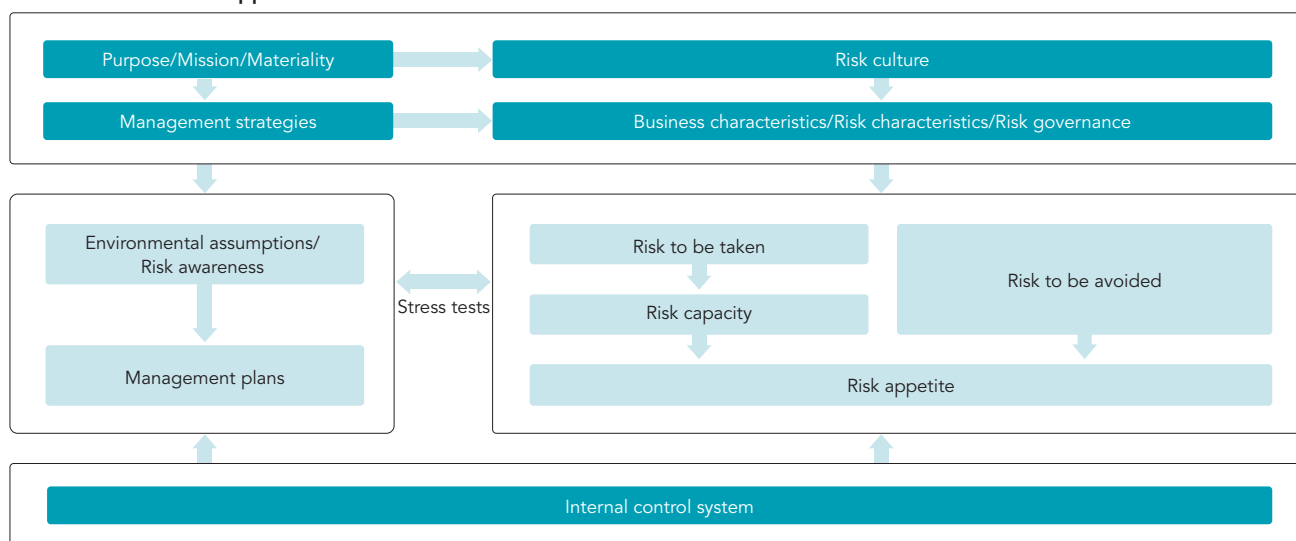 Purpose/Mission/Materiality
Risk culture
Management strategies
Business characteristics/Risk characteristics/Risk governance
Environmental assumptions/
Risk awareness
Management plans
Stress tests
Risk to be taken
Risk capacity
Risk to be avoided
Risk appetite
Internal control system